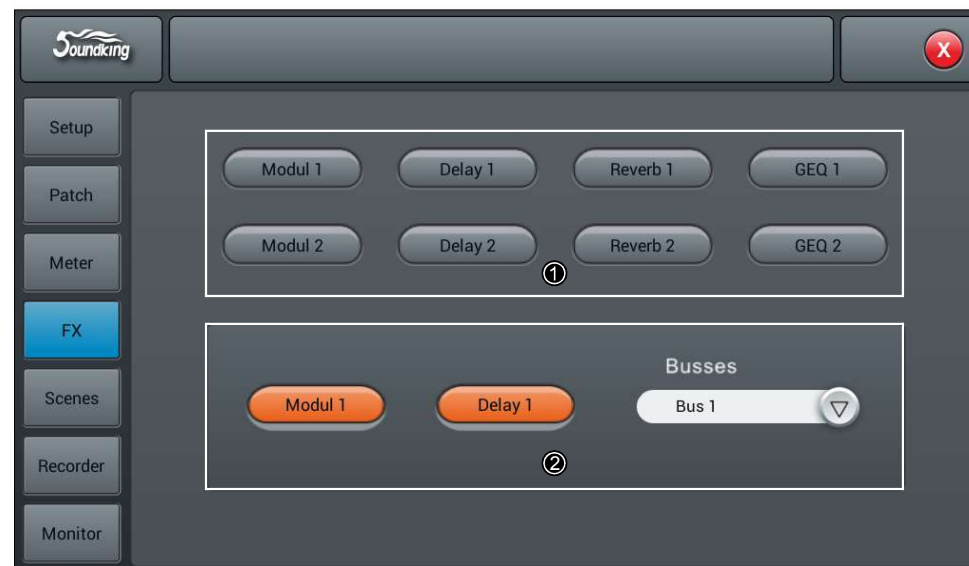 Soundking
X
Setup
Patch
Meter
FX
Scenes
Recorder
Monitor
Modul 1 Delay 1 Reverb 1 GEQ 1
Modul 2 Delay 2 Reverb 2 GEQ 2
①
Busses
Modul 1 Delay 1 Bus 1
②